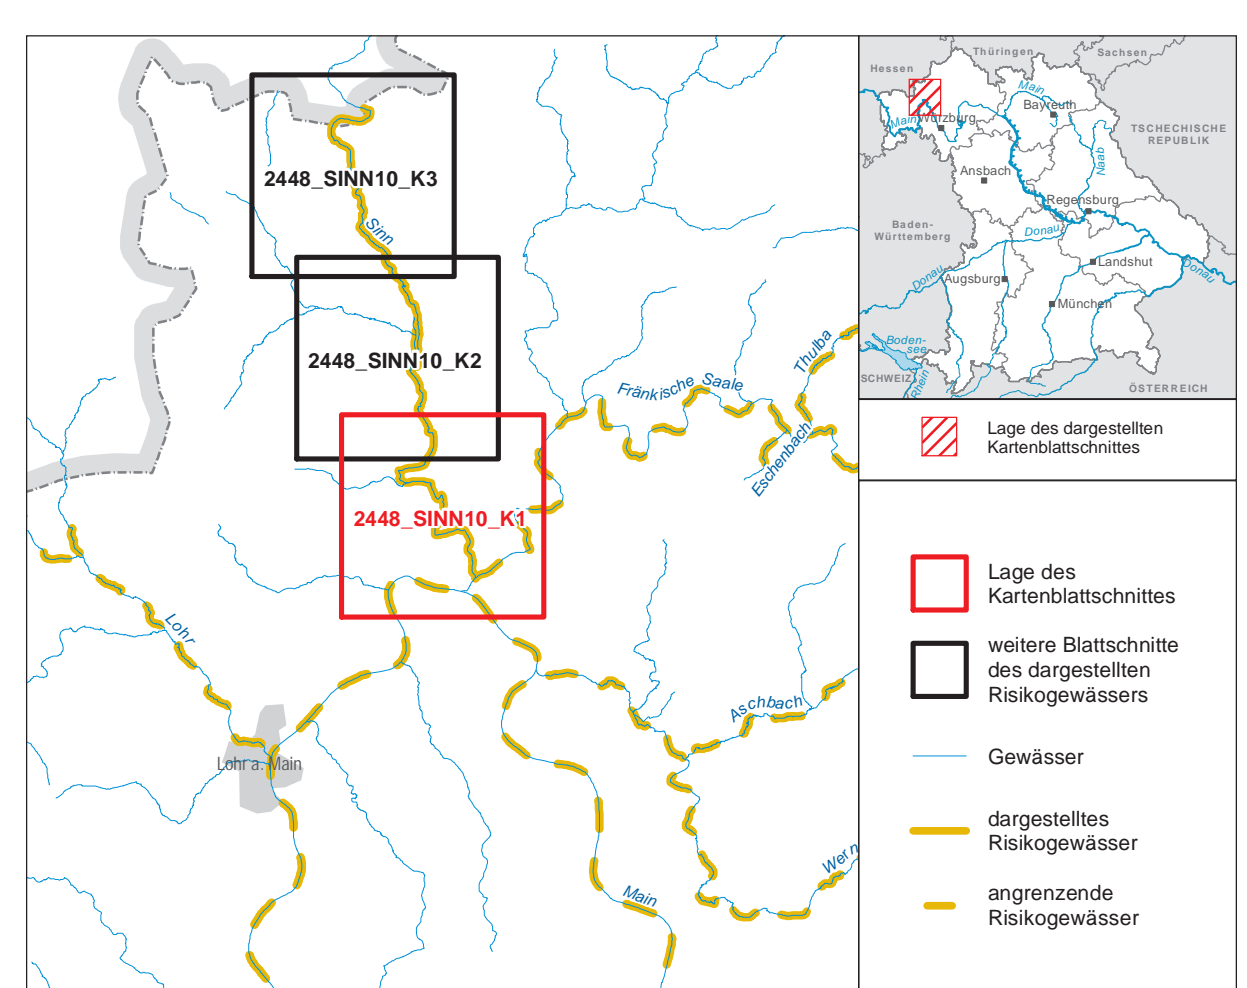 2448_SINN10_K3
Sinn
2448_SINN10_K2
Thulba
Fränkische Saale
Eschenbach
2448_SINN10_K1
Lohr
Aschbach
Lohr a. Main
Wern
Main
Thüringen
Sachsen
Hessen
Main
Bayreuth
Main
Würzburg
TSCHECHISCHE
REPUBLIK
Naab
Ansbach
Regensburg
Baden-
Württemberg
Donau
Landshut
Donau
Donau
Augsburg
München
Boden-
see
SCHWEIZ
Rhein
ÖSTERREICH
Lage des dargestellten
Kartenblattschnittes
Lage des
Kartenblattschnittes
weitere Blattschnitte
des dargestellten
Risikogewässers
Gewässer
dargestelltes
Risikogewässer
angrenzende
Risikogewässer